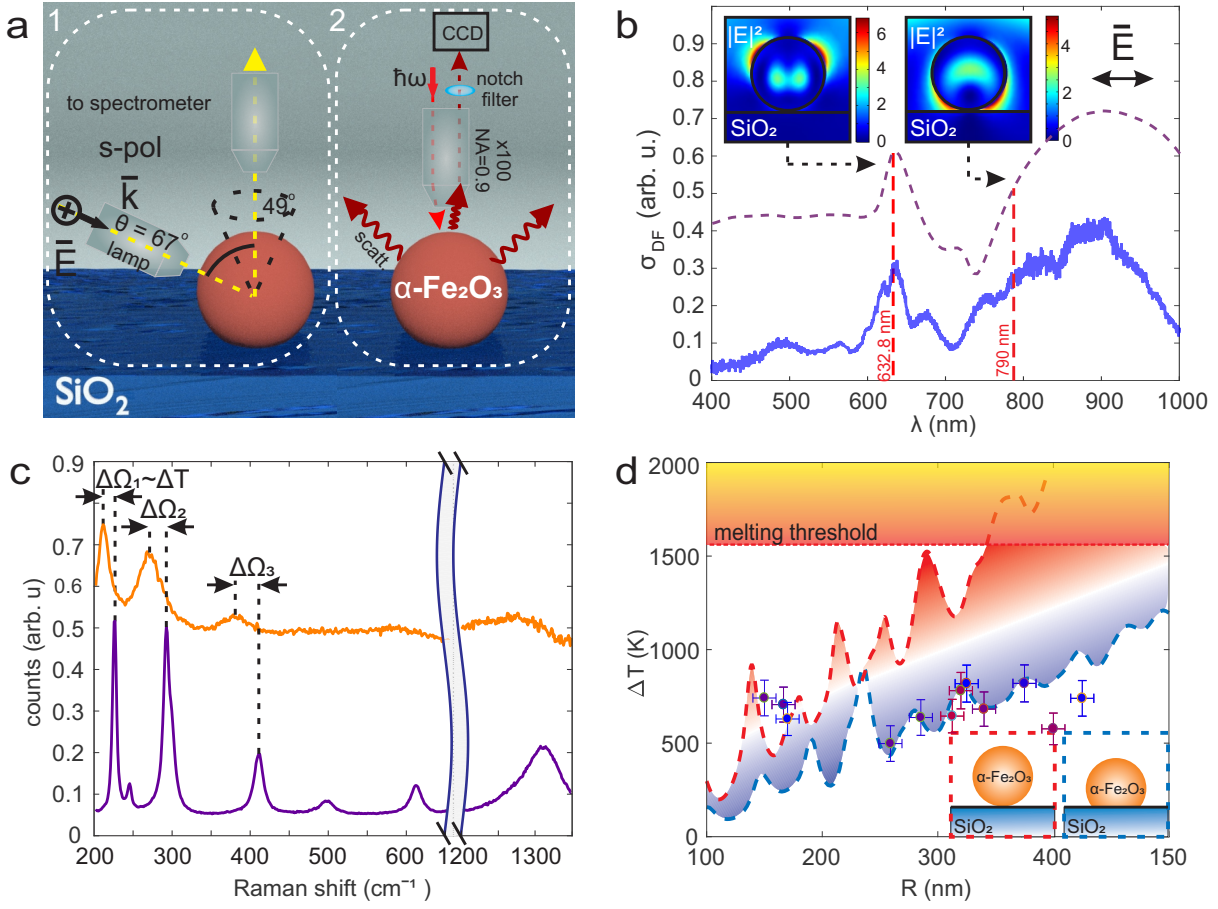 a
1
2
CCD
ħω
notch
filter
to spectrometer
s-pol
k̄
Ē
θ = 67°
lamp
49°
x100
NA=0.9
scatt.
α-Fe₂O₃
SiO₂
b
0.9
0.8
0.7
0.6
0.5
0.4
0.3
0.2
0.1
0
σ_DF (arb. u.)
|E|²
SiO₂
6
4
2
0
|E|²
SiO₂
4
2
0
Ē
632.8 nm
790 nm
400 500 600 700 800 900 1000
λ (nm)
c
0.9
0.7
0.6
0.5
0.4
0.2
0.1
0
counts (arb. u)
ΔΩ₁~ΔT
ΔΩ₂
ΔΩ₃
200 300 400 500 600 1200 1300
Raman shift (cm⁻¹)
d
2000
1500
1000
500
0
ΔT (K)
melting threshold
α-Fe₂O₃
SiO₂
α-Fe₂O₃
SiO₂
100 200 300 400 150
R (nm)